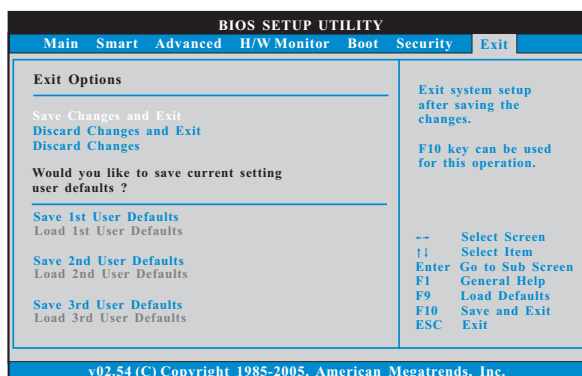 BIOS SETUP UTILITY
Main Smart Advanced H/W Monitor Boot Security Exit
Exit Options
Save Changes and Exit
Discard Changes and Exit
Discard Changes
Would you like to save current setting
user defaults ?
Save 1st User Defaults
Load 1st User Defaults
Save 2nd User Defaults
Load 2nd User Defaults
Save 3rd User Defaults
Load 3rd User Defaults
Exit system setup
after saving the
changes.
F10 key can be used
for this operation.
←→ Select Screen
↑↓ Select Item
Enter Go to Sub Screen
F1 General Help
F9 Load Defaults
F10 Save and Exit
ESC Exit
v02.54 (C) Copyright 1985-2005, American Megatrends, Inc.